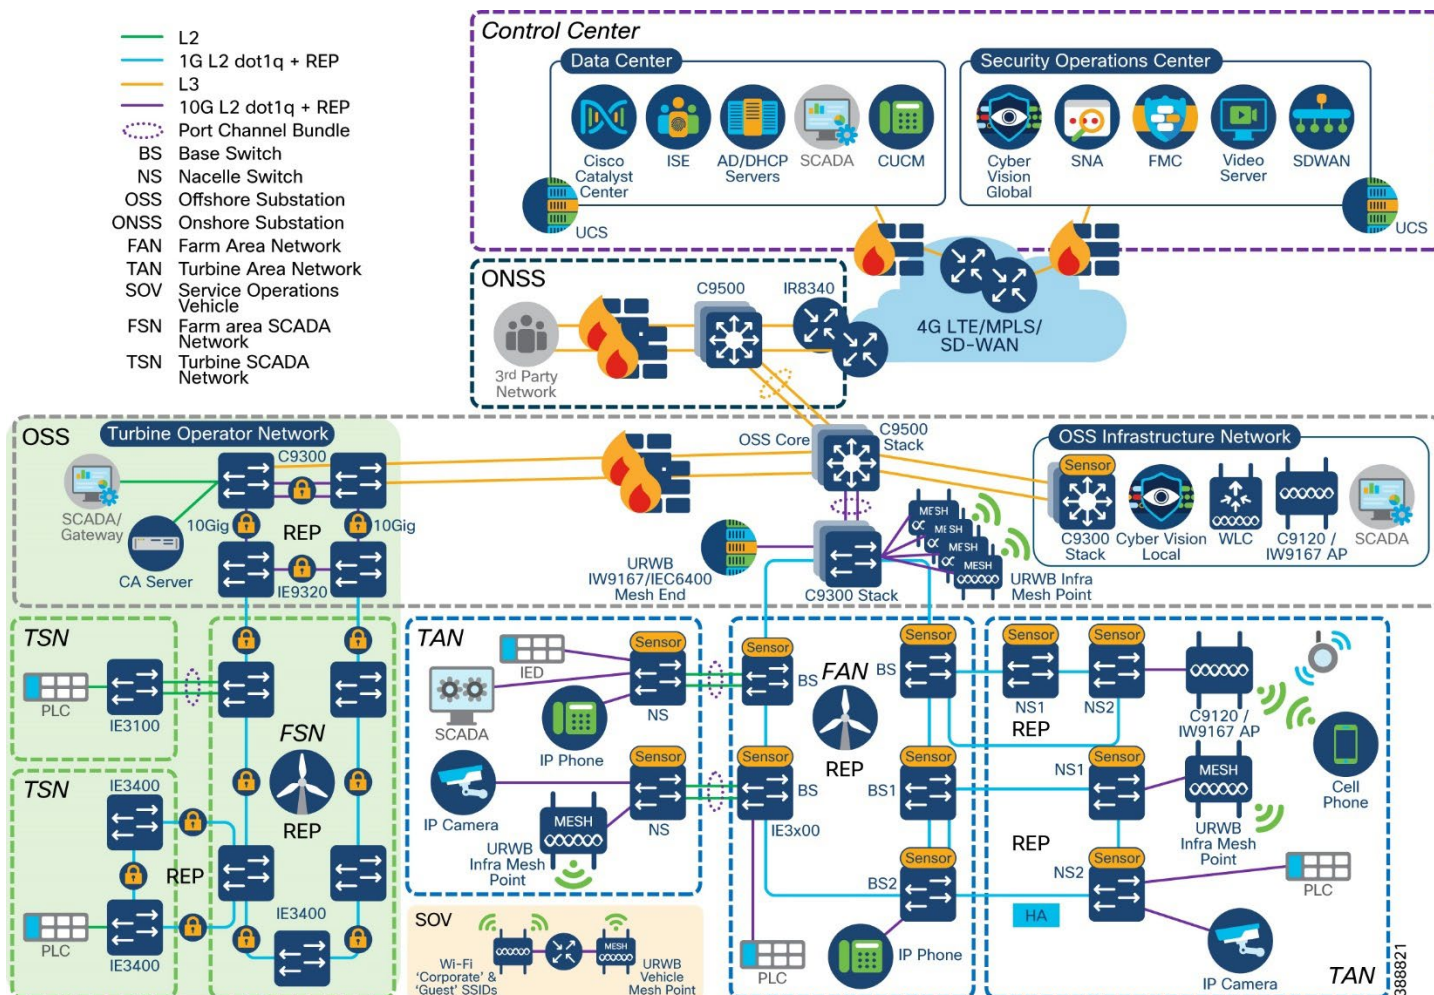 L2
1G L2 dot1q + REP
L3
10G L2 dot1q + REP
Port Channel Bundle
BS Base Switch
NS Nacelle Switch
OSS Offshore Substation
ONSS Onshore Substation
FAN Farm Area Network
TAN Turbine Area Network
SOV Service Operations
Vehicle
FSN Farm area SCADA
Network
TSN Turbine SCADA
Network
Control Center
Data Center
Cisco
Catalyst
Center
ISE
AD/DHCP
Servers
SCADA
CUCM
UCS
Security Operations Center
Cyber
Vision
Global
SNA
FMC
Video
Server
SDWAN
UCS
ONSS
3rd Party
Network
C9500
IR8340
4G LTE/MPLS/
SD-WAN
OSS
Turbine Operator Network
C9300
SCADA/
Gateway
CA Server
10Gig
REP
10Gig
IE9320
OSS Core
C9500
Stack
URWB
IW9167/IEC6400
Mesh End
C9300 Stack
MESH
MESH
MESH
MESH
URWB Infra
Mesh Point
OSS Infrastructure Network
Sensor
C9300
Stack
Cyber Vision
Local
WLC
C9120 /
IW9167 AP
SCADA
TSN
PLC
IE3100
TSN
IE3400
REP
PLC
IE3400
FSN
REP
IE3400
TAN
IED
SCADA
IP Phone
Sensor
NS
IP Camera
MESH
URWB
Infra Mesh
Point
Sensor
NS
SOV
Wi-Fi
'Corporate' &
'Guest' SSIDs
MESH
URWB
Vehicle
Mesh Point
Sensor
BS
Sensor
BS
IE3x00
FAN
REP
Sensor
BS
Sensor
BS1
Sensor
BS2
PLC
IP Phone
Sensor
NS1
Sensor
NS2
REP
C9120 /
IW9167 AP
Cell
Phone
Sensor
NS1
MESH
URWB
Infra Mesh
Point
REP
Sensor
NS2
HA
PLC
IP Camera
TAN
388821